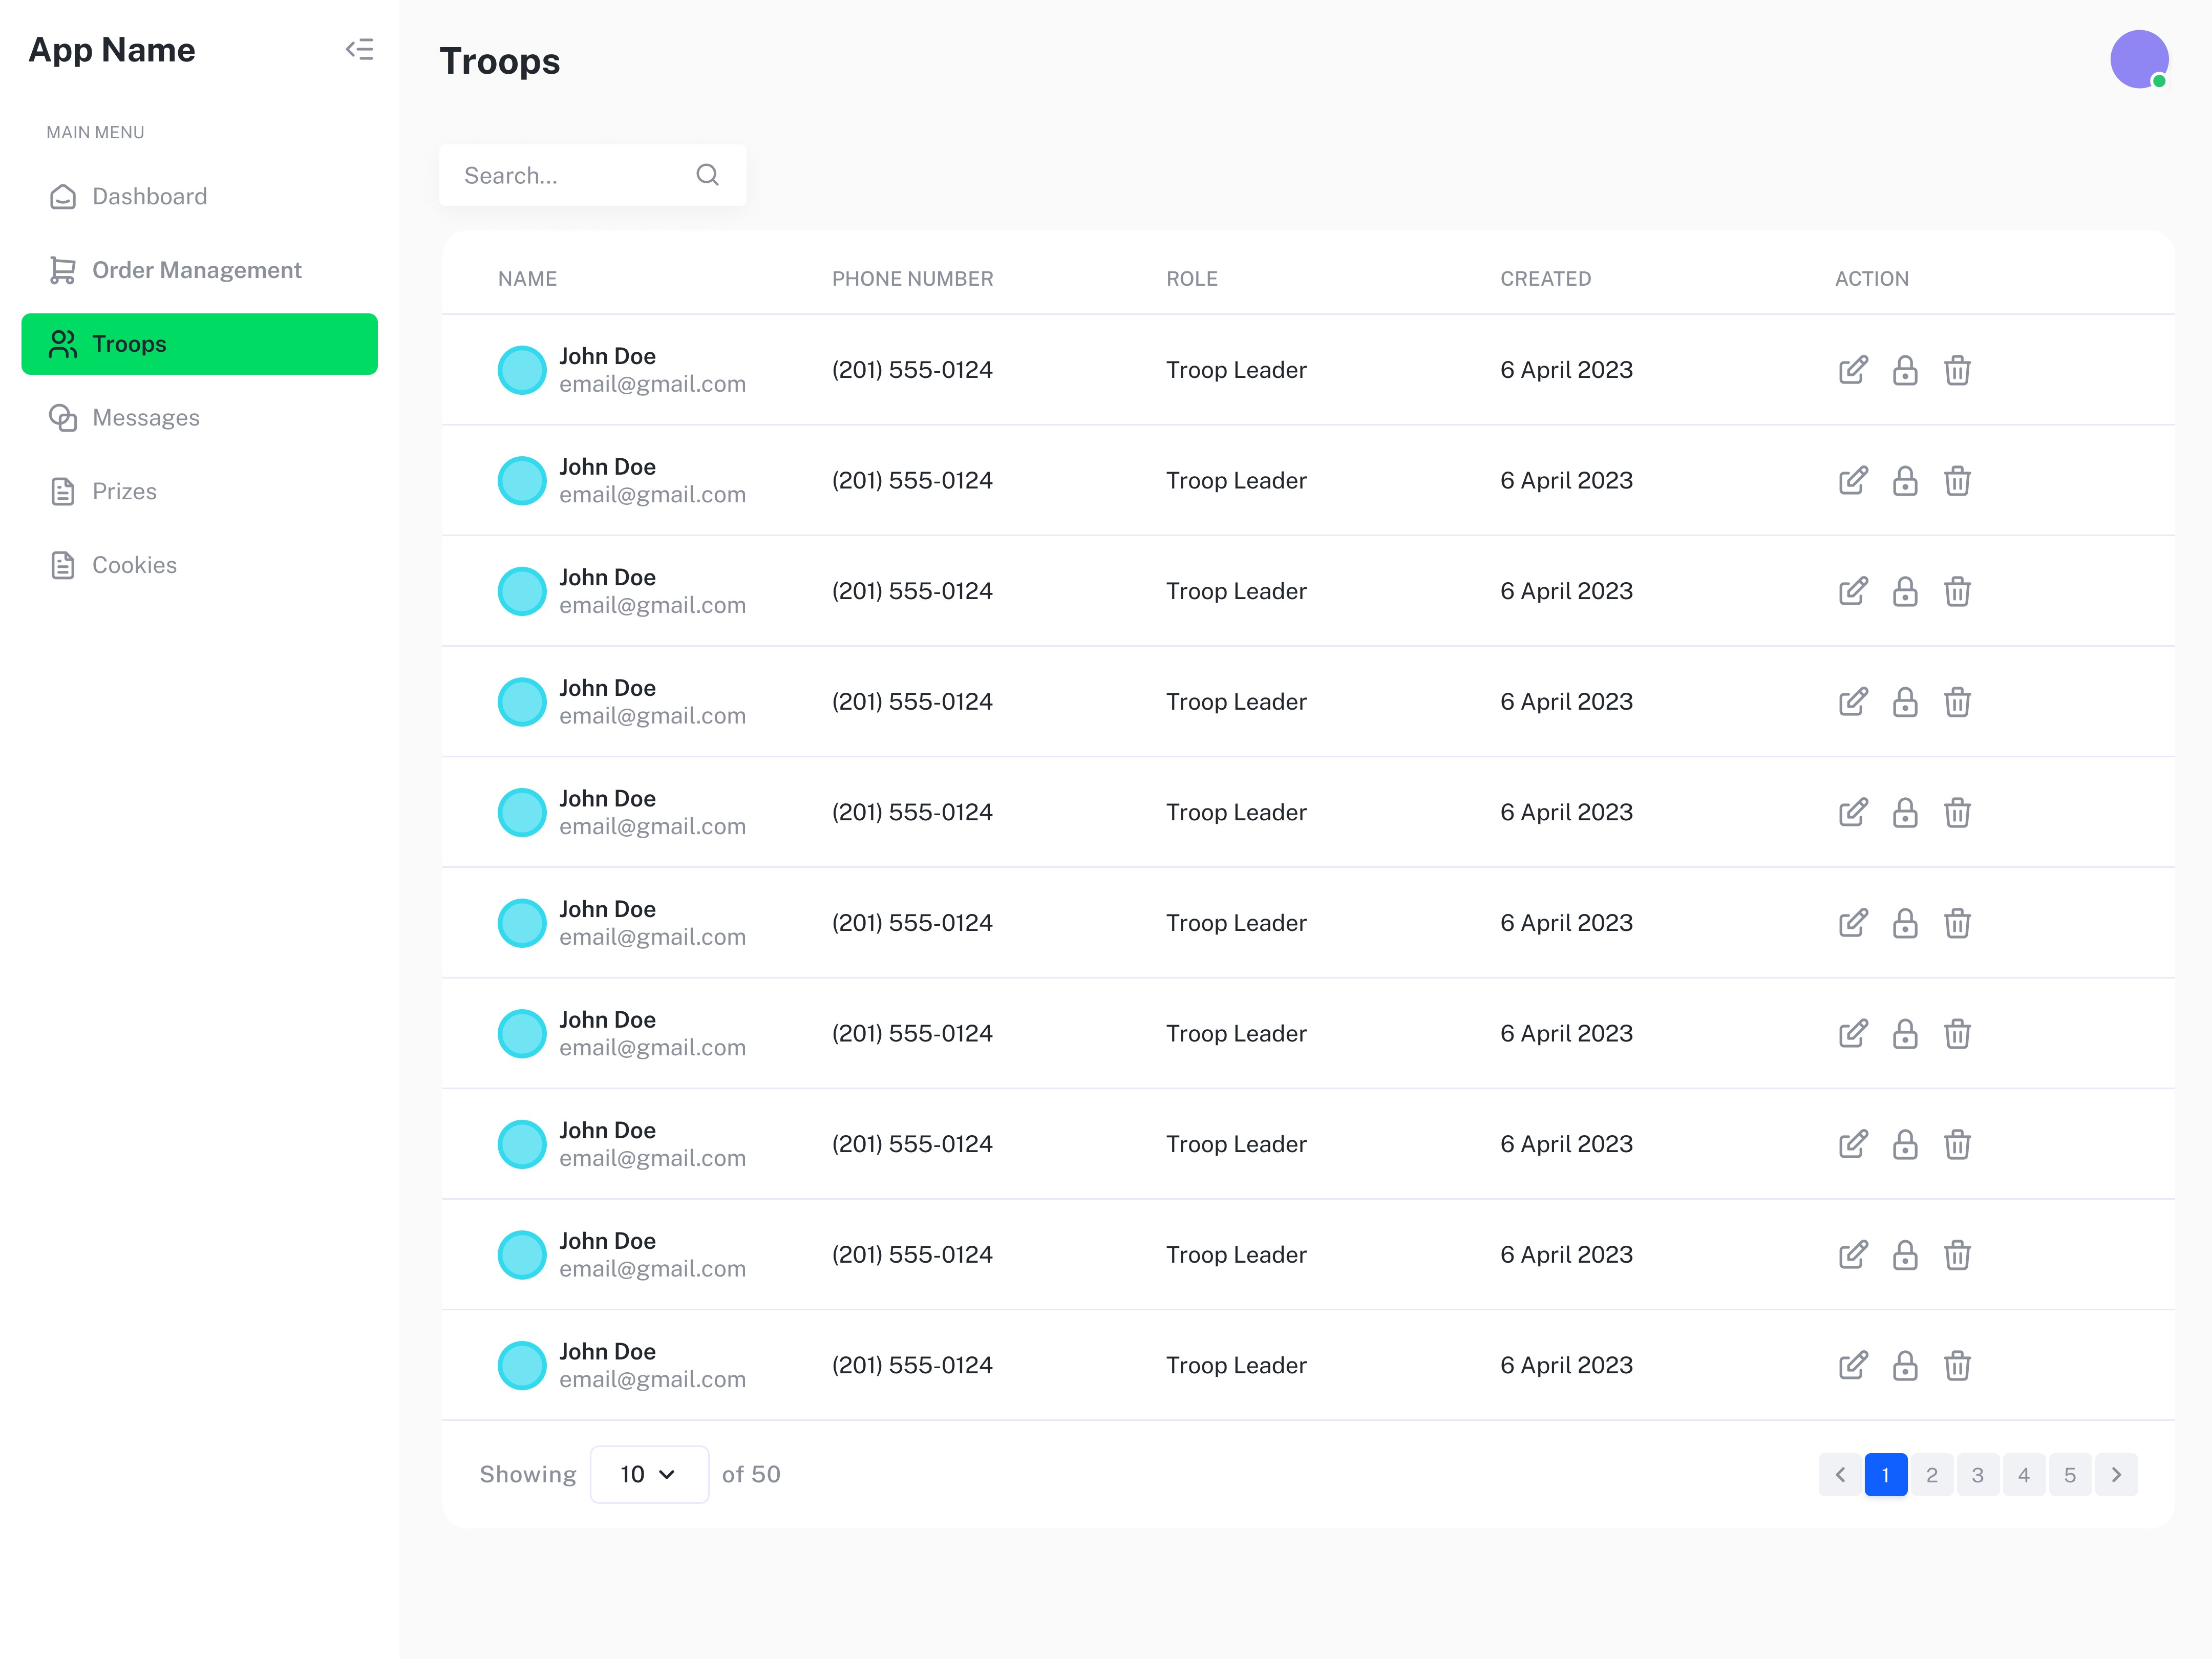 App Name
MAIN MENU
Dashboard
Order Management
Troops
Messages
Prizes
Cookies
Troops
Search...
NAME PHONE NUMBER ROLE CREATED ACTION
John Doe
email@gmail.com
(201) 555-0124 Troop Leader 6 April 2023
John Doe
email@gmail.com
(201) 555-0124 Troop Leader 6 April 2023
John Doe
email@gmail.com
(201) 555-0124 Troop Leader 6 April 2023
John Doe
email@gmail.com
(201) 555-0124 Troop Leader 6 April 2023
John Doe
email@gmail.com
(201) 555-0124 Troop Leader 6 April 2023
John Doe
email@gmail.com
(201) 555-0124 Troop Leader 6 April 2023
John Doe
email@gmail.com
(201) 555-0124 Troop Leader 6 April 2023
John Doe
email@gmail.com
(201) 555-0124 Troop Leader 6 April 2023
John Doe
email@gmail.com
(201) 555-0124 Troop Leader 6 April 2023
John Doe
email@gmail.com
(201) 555-0124 Troop Leader 6 April 2023
Showing 10 of 50
1 2 3 4 5